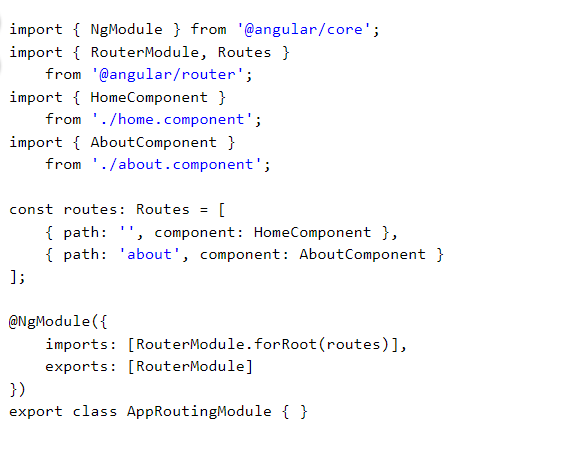 import { NgModule } from '@angular/core';
import { RouterModule, Routes }
    from '@angular/router';
import { HomeComponent }
    from './home.component';
import { AboutComponent }
    from './about.component';

const routes: Routes = [
    { path: '', component: HomeComponent },
    { path: 'about', component: AboutComponent }
];

@NgModule({
    imports: [RouterModule.forRoot(routes)],
    exports: [RouterModule]
})
export class AppRoutingModule { }